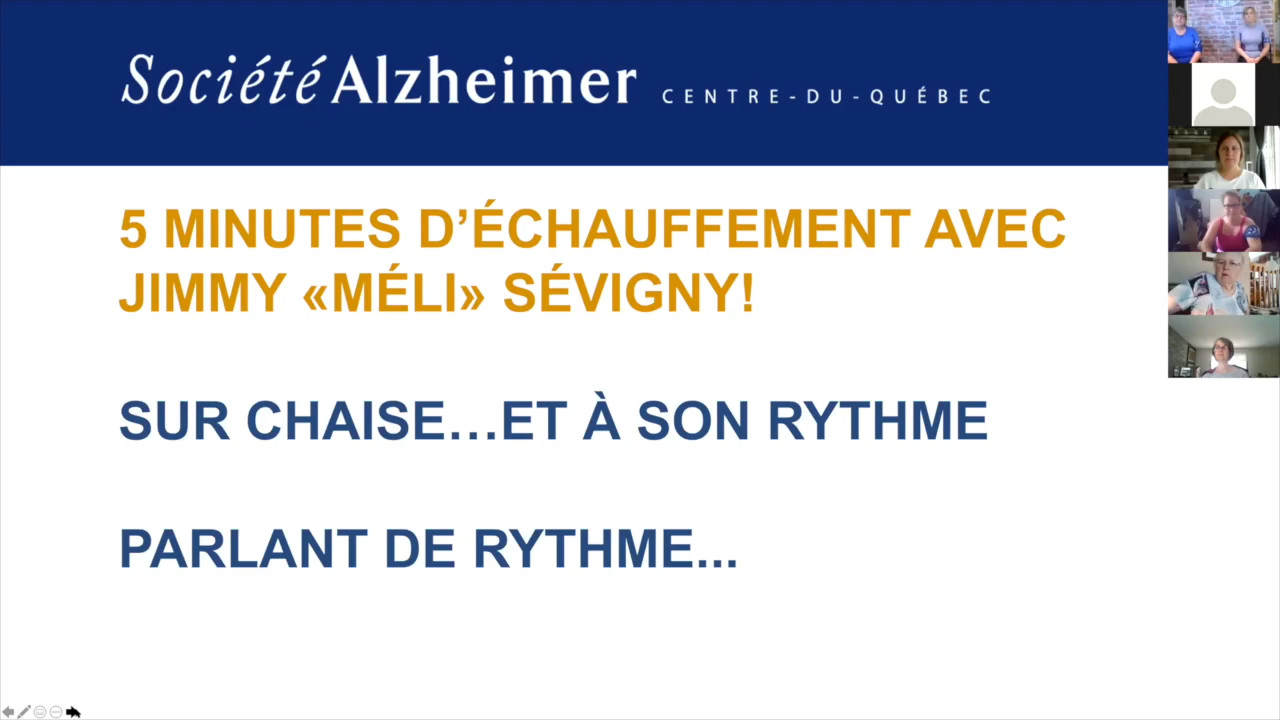 Société Alzheimer CENTRE-DU-QUÉBEC
5 MINUTES D’ÉCHAUFFEMENT AVEC
JIMMY «MÉLI» SÉVIGNY!
SUR CHAISE…ET À SON RYTHME
PARLANT DE RYTHME...